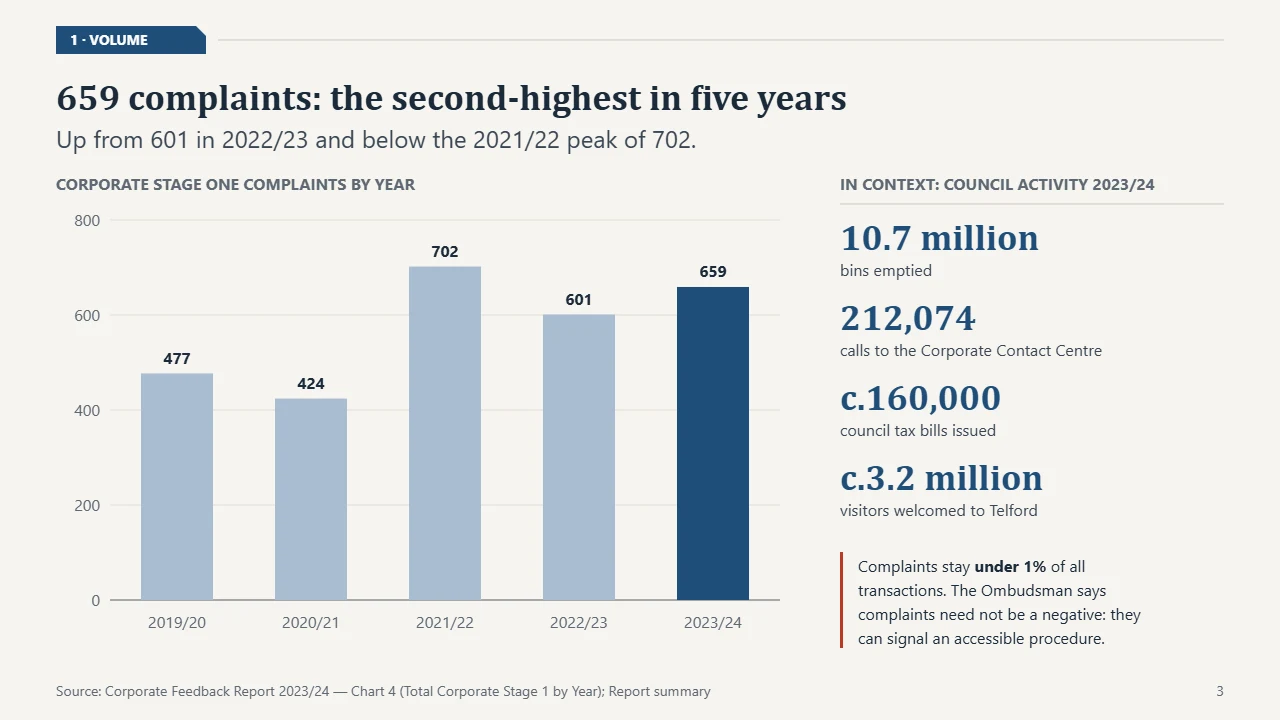 1 · VOLUME
659 complaints: the second-highest in five years
Up from 601 in 2022/23 and below the 2021/22 peak of 702.
CORPORATE STAGE ONE COMPLAINTS BY YEAR
800
600
400
200
0
477
424
702
601
659
2019/20
2020/21
2021/22
2022/23
2023/24
IN CONTEXT: COUNCIL ACTIVITY 2023/24
10.7 million
bins emptied
212,074
calls to the Corporate Contact Centre
c.160,000
council tax bills issued
c.3.2 million
visitors welcomed to Telford
Complaints stay under 1% of all
transactions. The Ombudsman says
complaints need not be a negative: they
can signal an accessible procedure.
Source: Corporate Feedback Report 2023/24 — Chart 4 (Total Corporate Stage 1 by Year); Report summary
3